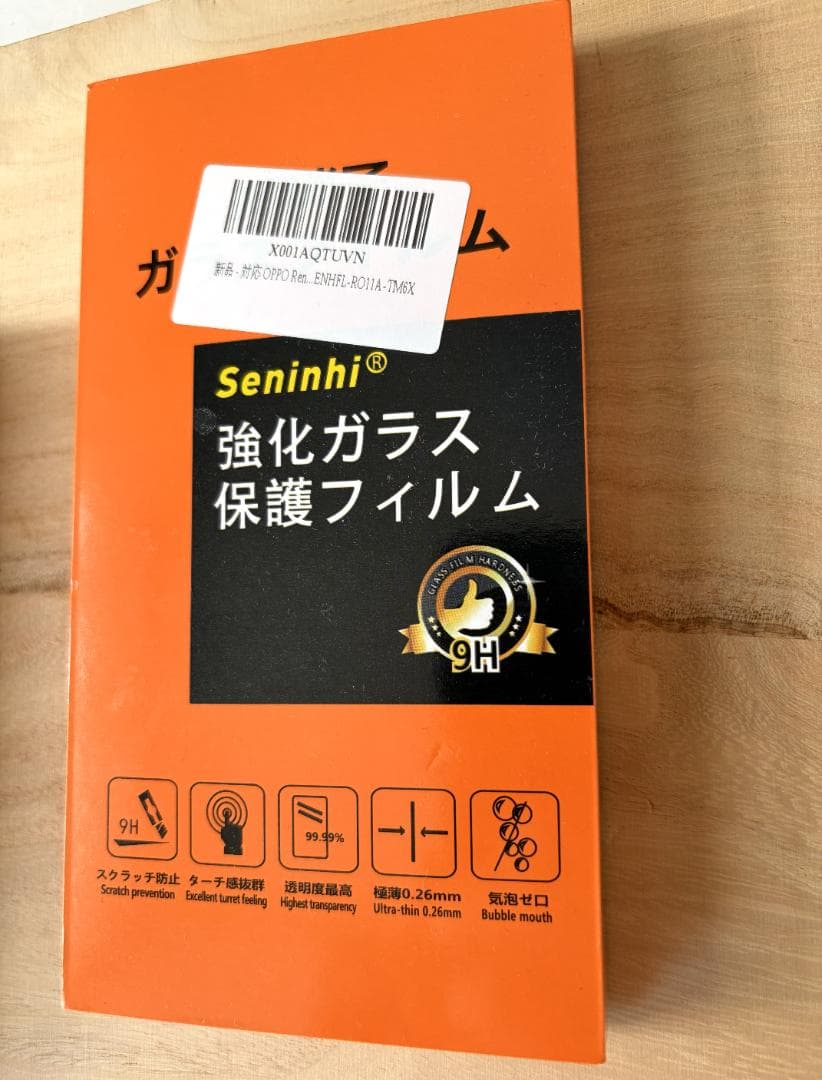 ガ
ム
X001AQTUVN
新品 - 対応 OPPO Ren...ENHFL-RO11A-TM6X
Seninhi®
強化ガラス
保護フィルム
GLASS FILM HARDNESS
9H
9H
99.99%
スクラッチ防止
Scratch prevention
ターチ感抜群
Excellent turret feeling
透明度最高
Highest transparency
極薄0.26mm
Ultra-thin 0.26mm
気泡ゼロ
Bubble mouth